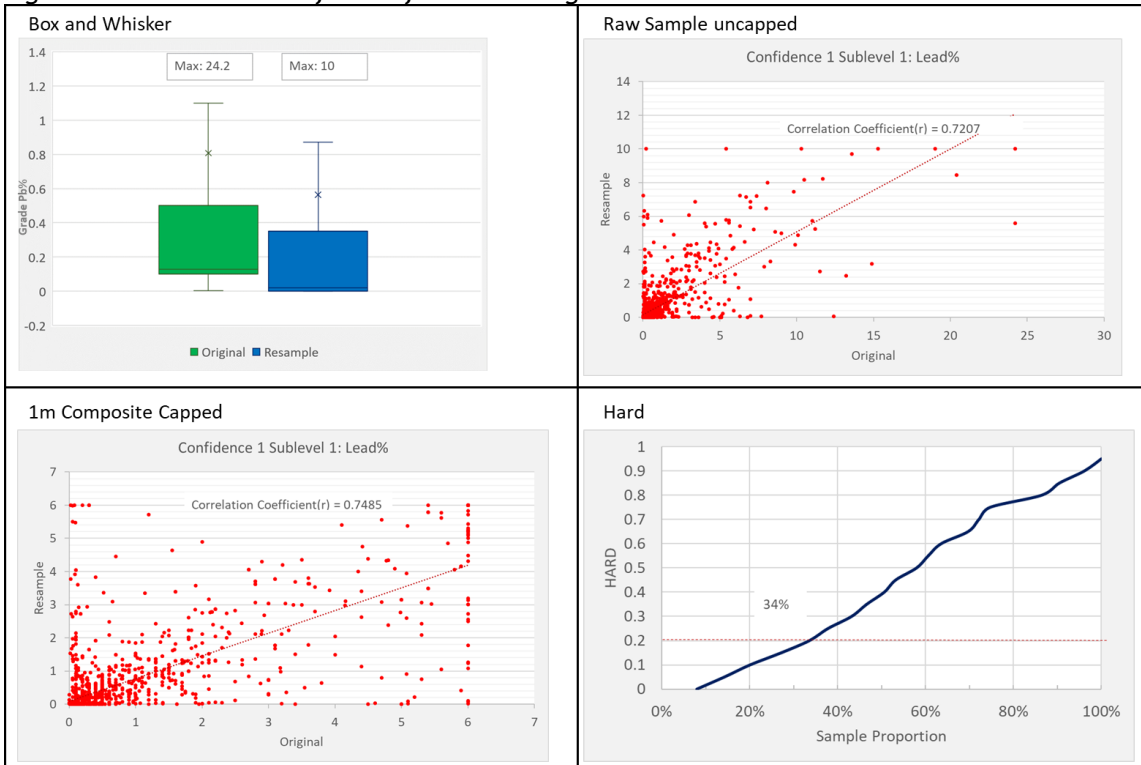 Box and Whisker
1.4
1.2
1
0.8
0.6
0.4
0.2
0
-0.2
Grade Pb%
Max: 24.2
Max: 10
Original
Resample
Raw Sample uncapped
Confidence 1 Sublevel 1: Lead%
Correlation Coefficient(r) = 0.7207
14
12
10
8
6
4
2
0
Resample
0 5 10 15 20 25 30
Original
1m Composite Capped
Confidence 1 Sublevel 1: Lead%
Correlation Coefficient(r) = 0.7485
7
6
5
4
3
2
1
0
Resample
0 1 2 3 4 5 6 7
Original
Hard
1
0.9
0.8
0.7
0.6
0.5
0.4
0.3
0.2
0.1
0
HARD
34%
0% 20% 40% 60% 80% 100%
Sample Proportion